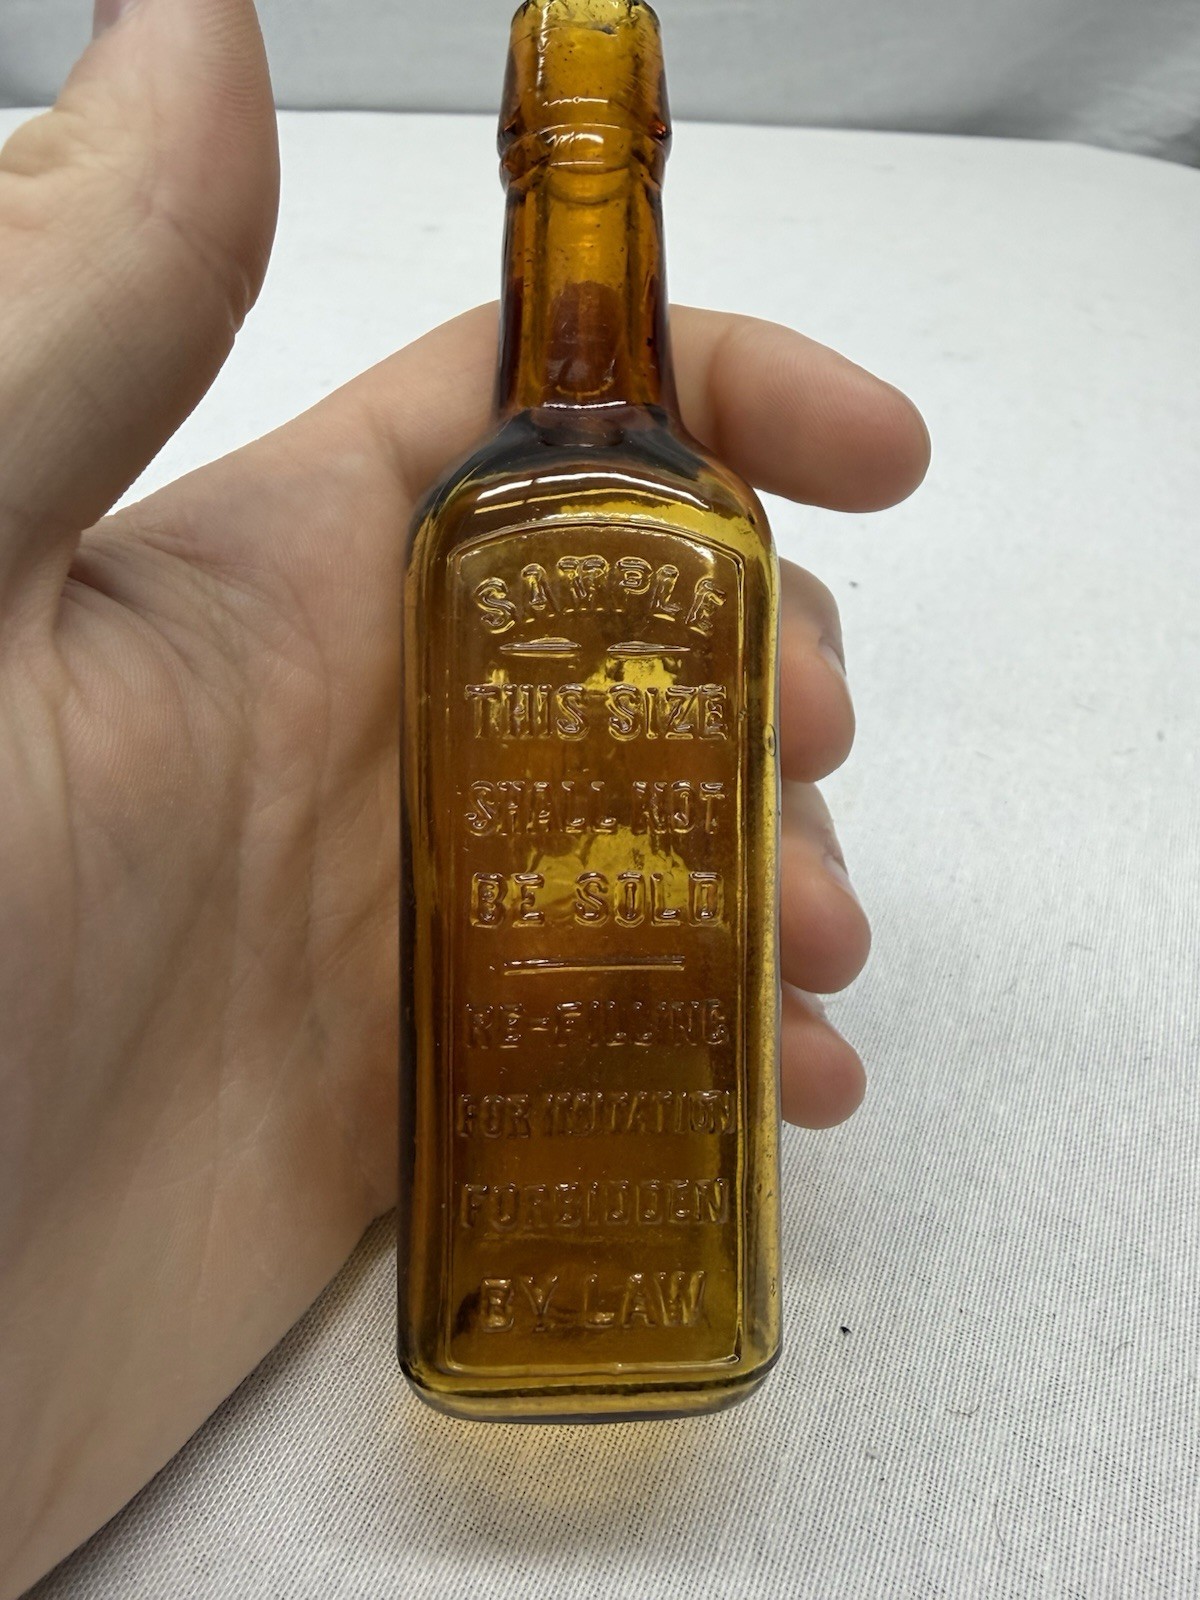 SAMPLE
THIS SIZE
SHALL NOT
BE SOLD
RE-FILLING
FOR IMITATION
FORBIDDEN
BY LAW